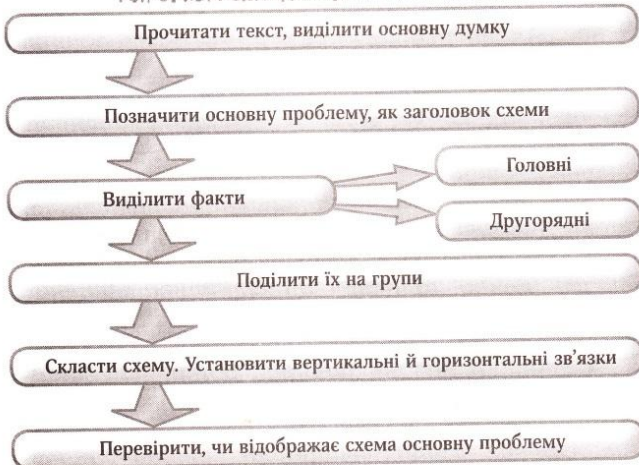 Прочитати текст, виділити основну думку
Позначити основну проблему, як заголовок схеми
Виділити факти
Головні
Другорядні
Поділити їх на групи
Скласти схему. Установити вертикальні й горизонтальні зв'язки
Перевірити, чи відображає схема основну проблему